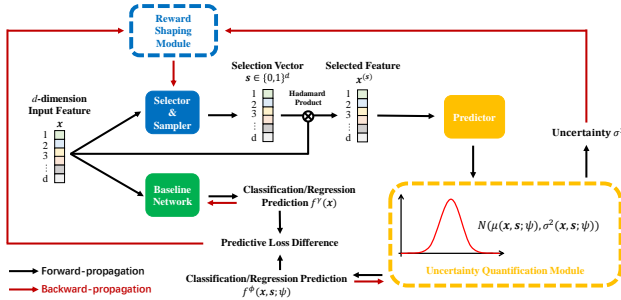 Reward
Shaping
Module
Selection Vector
𝒔 ∈ {0,1}ᵈ
Selected Feature
𝒙⁽ˢ⁾
d-dimension
Input Feature
𝒙
1
2
3
⋮
d
Selector
&
Sampler
1
2
3
⋮
d
Hadamard
Product
1
2
3
⋮
d
Predictor
Uncertainty σ
Baseline
Network
Classification/Regression
Prediction f^γ(𝒙)
Predictive Loss Difference
Classification/Regression Prediction
f^ϕ(𝒙, 𝒔; ψ)
N(μ(𝒙, 𝒔; ψ), σ²(𝒙, 𝒔; ψ))
Uncertainty Quantification Module
Forward-propagation
Backward-propagation